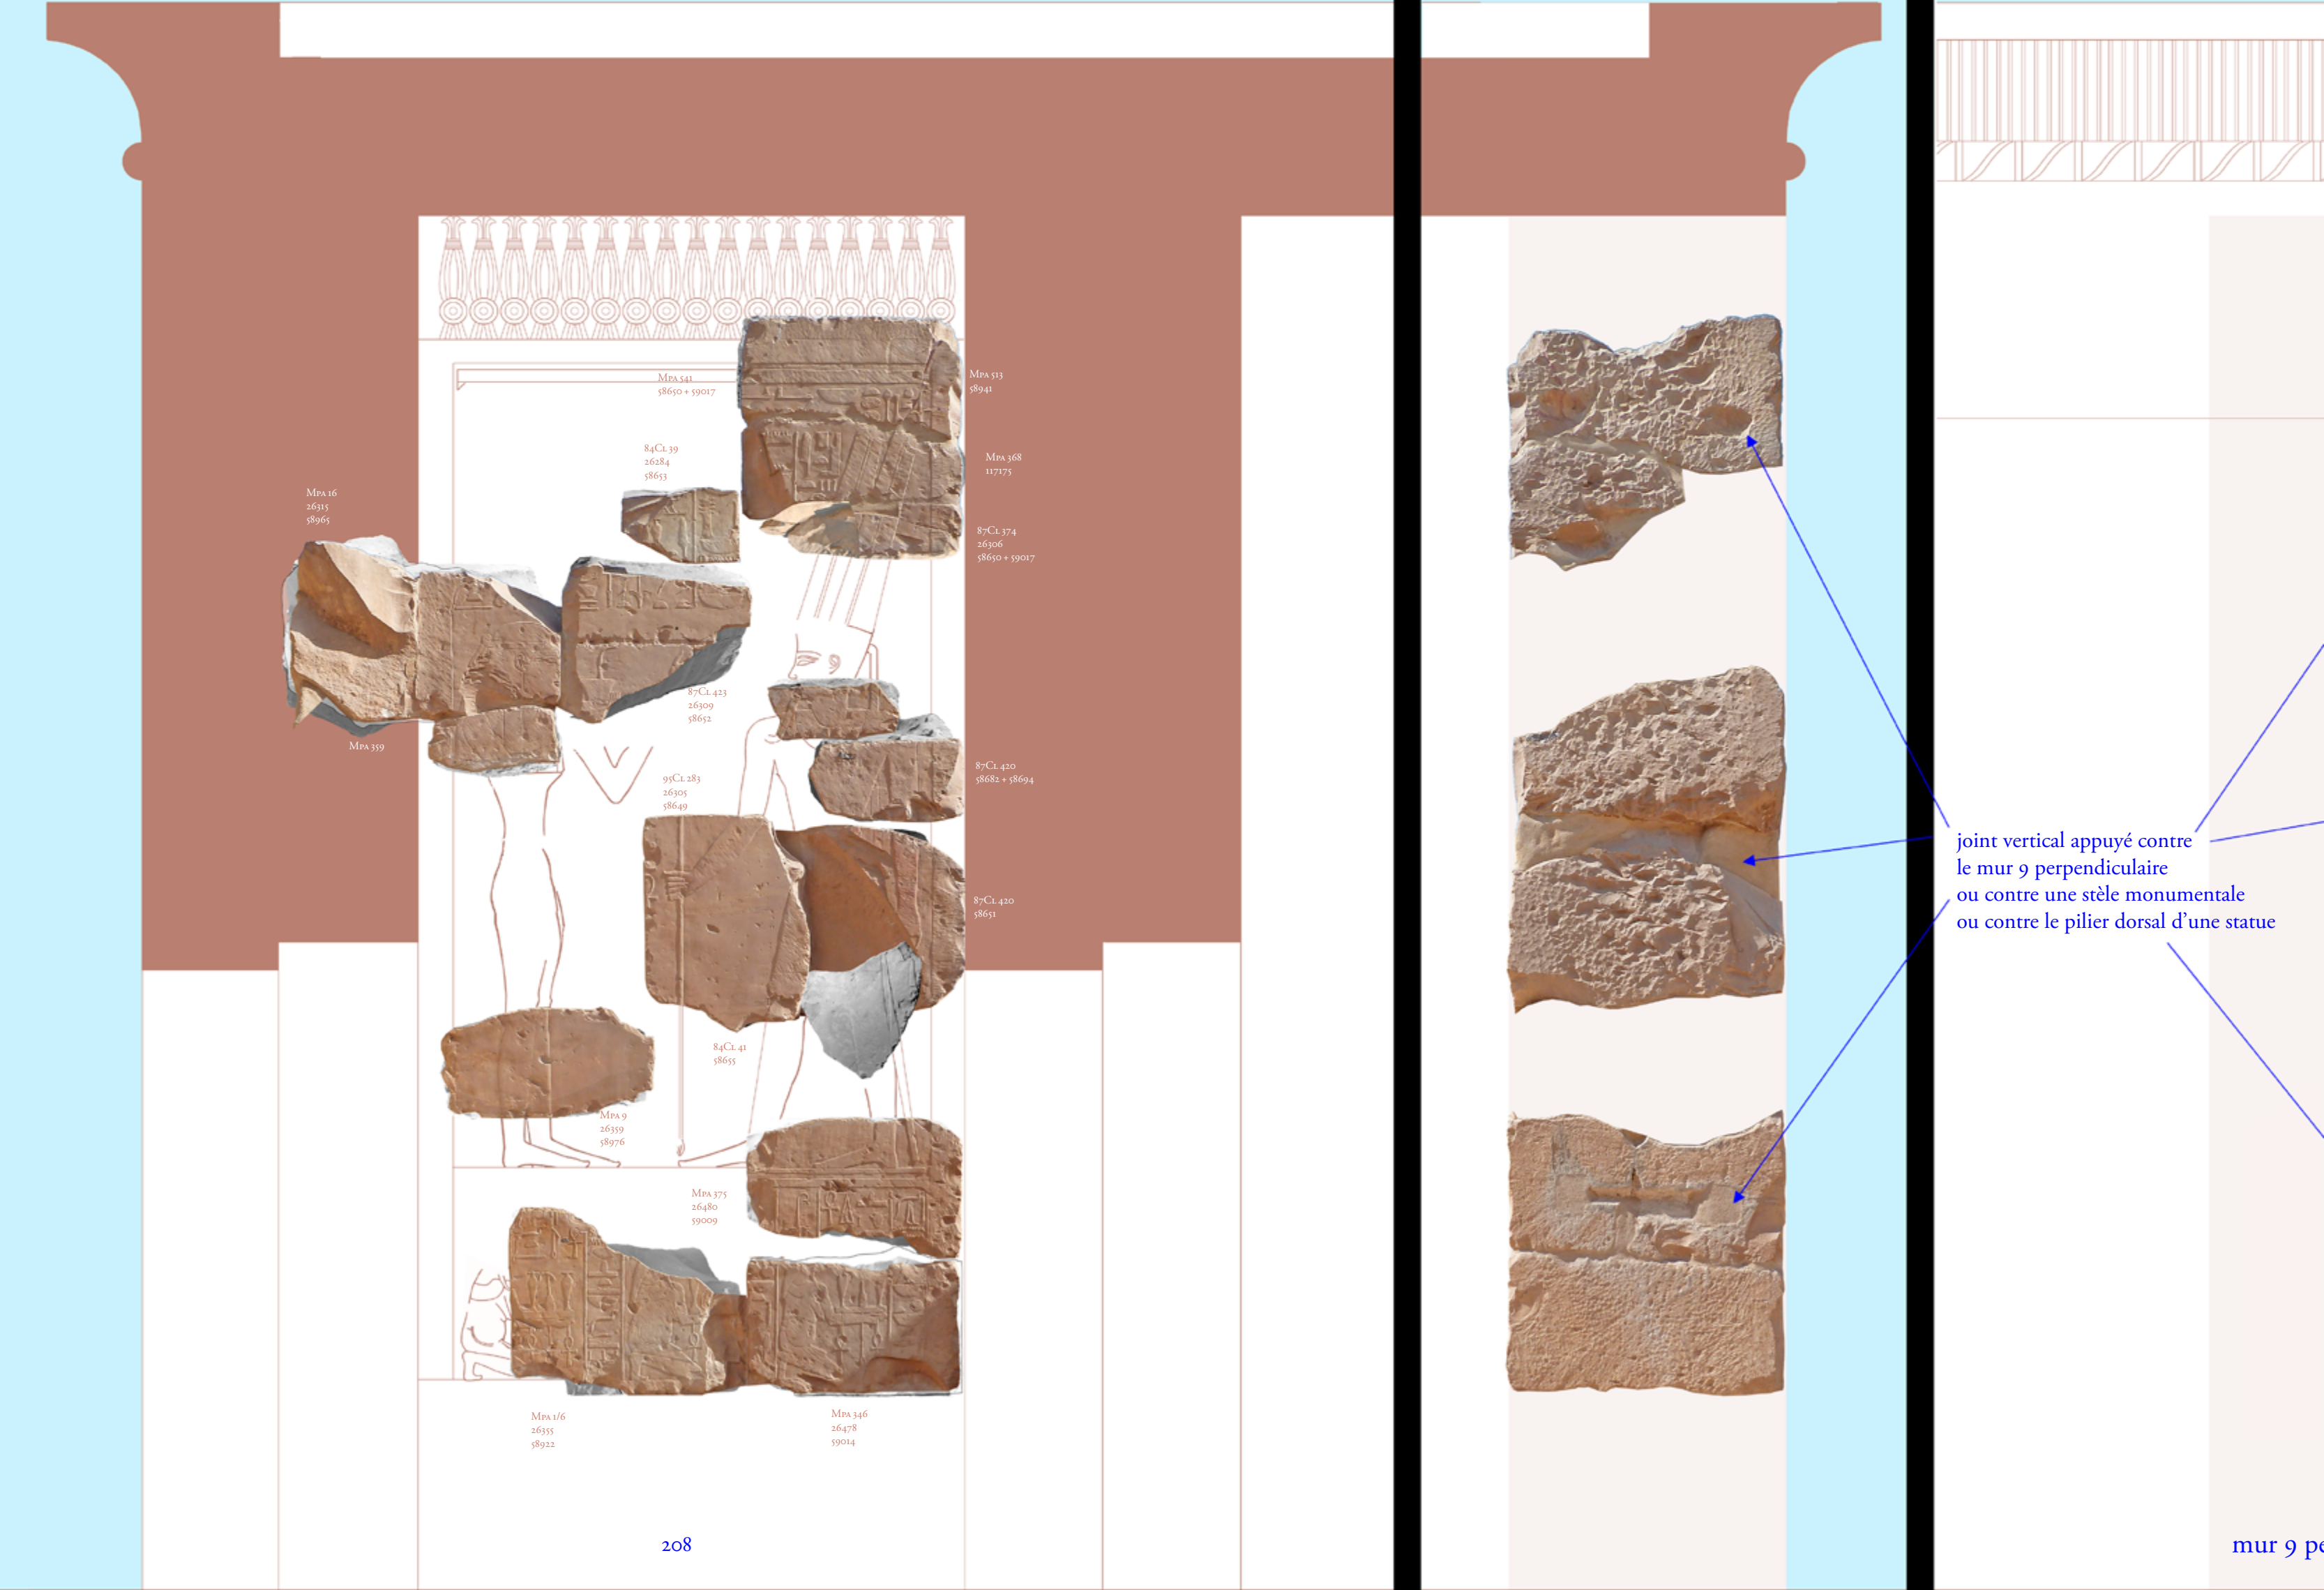 Mpa 541
58650 + 59017
Mpa 513
58941
84Cl 39
26284
58653
Mpa 368
117175
Mpa 16
26315
58965
87Cl 374
26306
58650 + 59017
87Cl 423
26309
58652
Mpa 359
87Cl 420
58682 + 58694
95Cl 283
26305
58649
87Cl 420
58651
84Cl 41
58655
Mpa 9
26359
58976
Mpa 375
26480
59009
Mpa 1/6
26355
58922
Mpa 346
26478
59014
208
joint vertical appuyé contre
le mur 9 perpendiculaire
ou contre une stèle monumentale
ou contre le pilier dorsal d'une statue
mur 9 pe